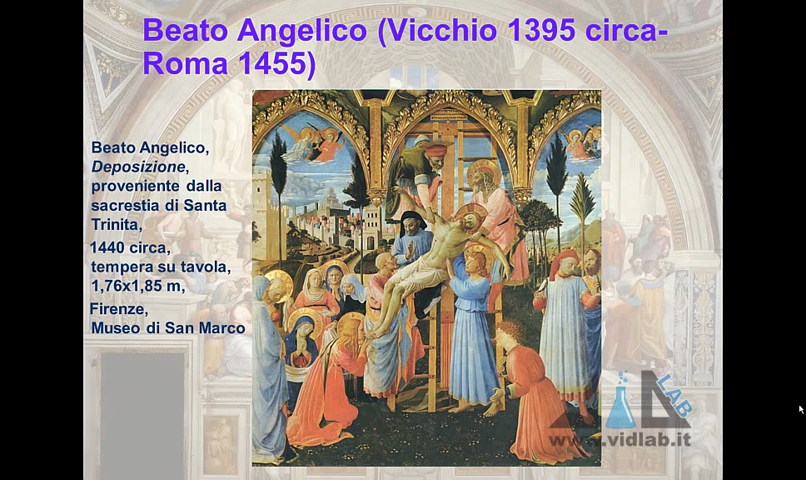 Beato Angelico (Vicchio 1395 circa-
Roma 1455)
Beato Angelico,
Deposizione,
proveniente dalla
sacrestia di Santa
Trinita,
1440 circa,
tempera su tavola,
1,76x1,85 m,
Firenze,
Museo di San Marco
LAB
www.vidlab.it